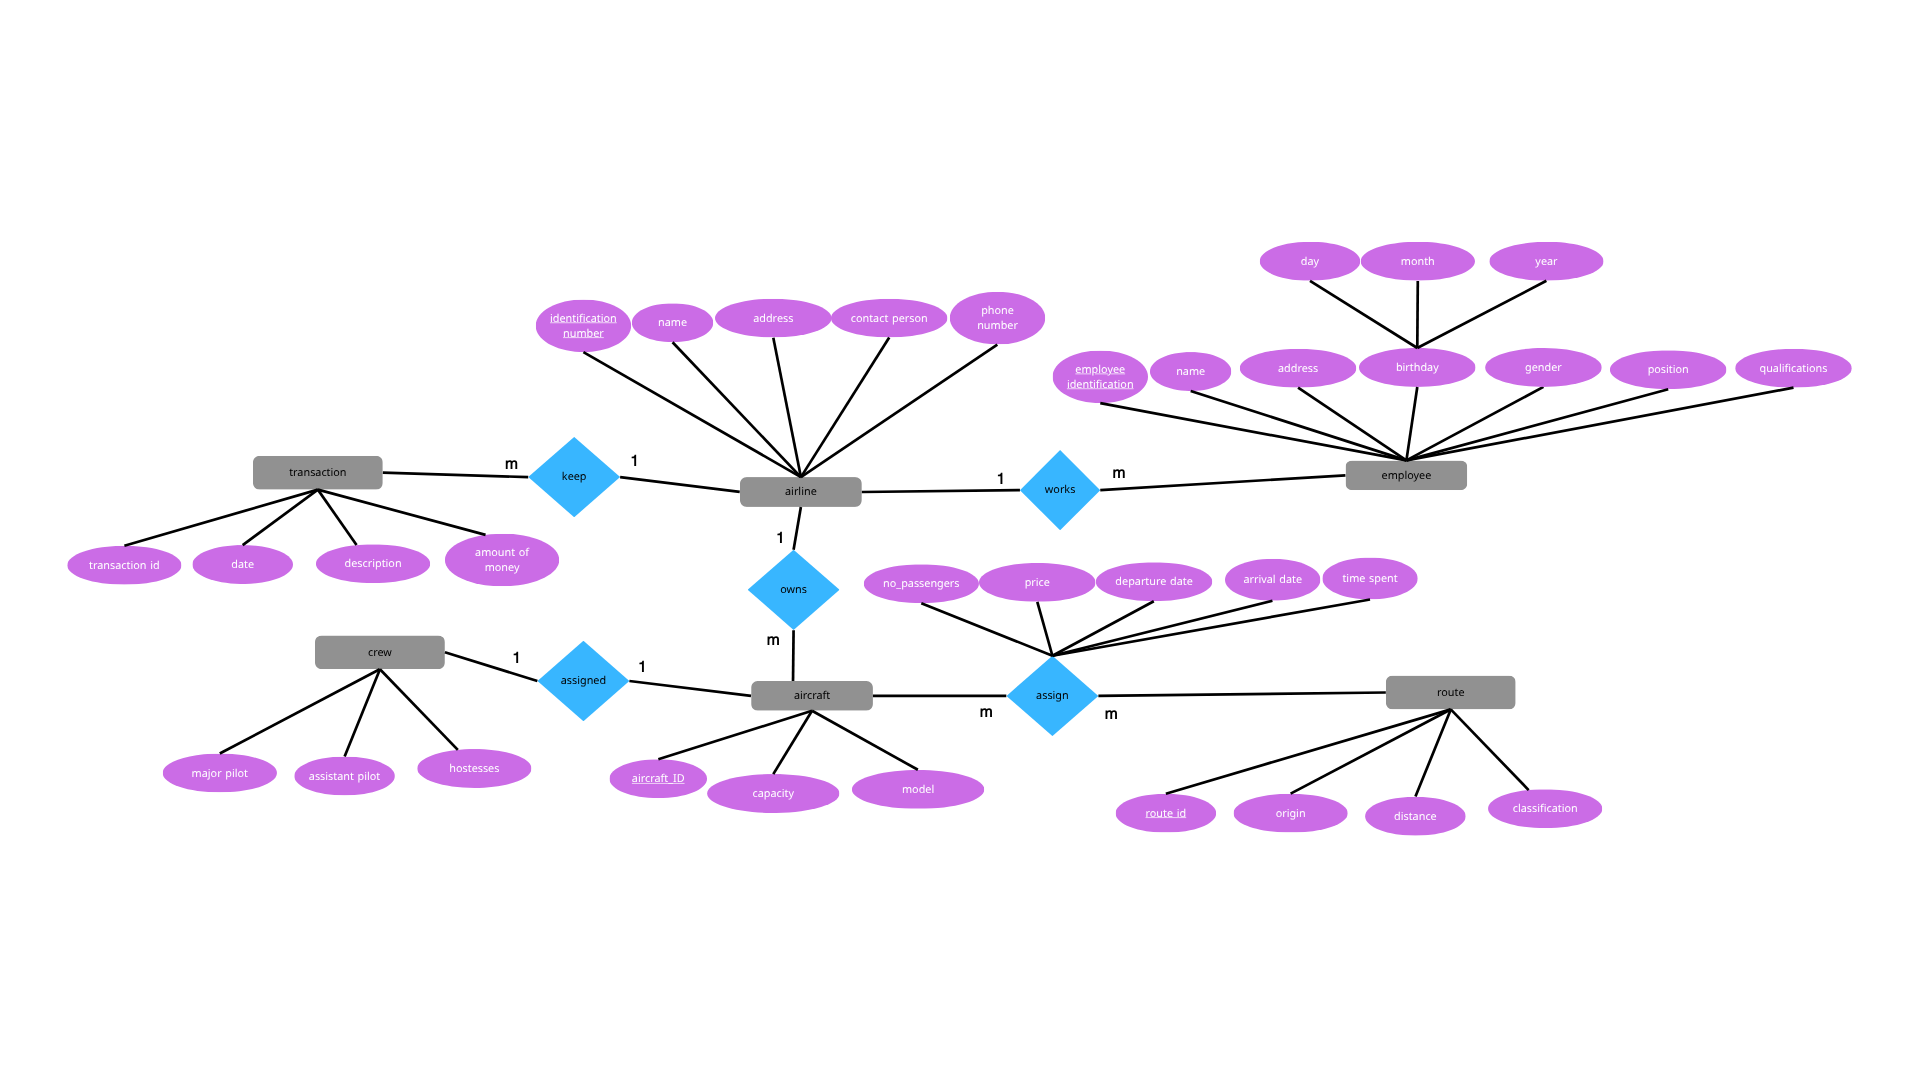 day
month
year
identification
number
name
address
contact person
phone
number
employee
identification
name
address
birthday
gender
position
qualifications
transaction
m
keep
1
airline
1
works
m
employee
transaction id
date
description
amount of
money
1
owns
m
no_passengers
price
departure date
arrival date
time spent
crew
1
assigned
1
aircraft
m
assign
m
route
major pilot
assistant pilot
hostesses
aircraft_ID
capacity
model
route id
origin
distance
classification